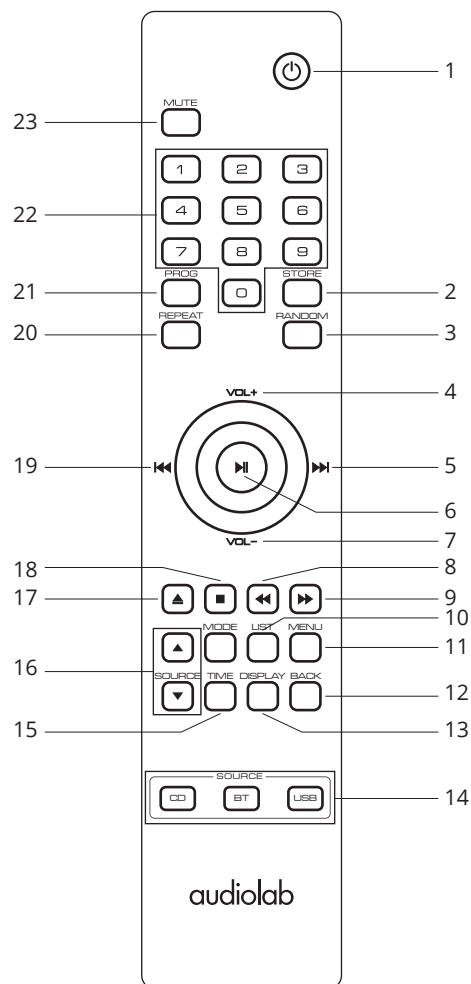 1
MUTE
23
1 2 3
22
4 5 6
7 8 9
PROG STORE
21 0 2
REPEAT RANDOM
20 3
VOL+ 4
19 5
6
VOL- 7
18 8
17 9
10
MODE LIST MENU
16 11
SOURCE TIME DISPLAY BACK
12
15 13
SOURCE
CD BT USB 14
audiolab